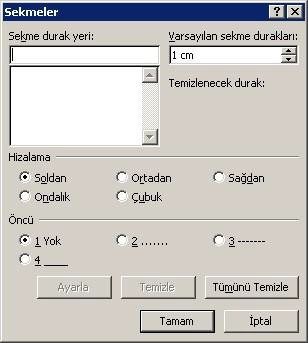 Sekmeler
Sekme durak yeri:
Varsayılan sekme durakları:
1 cm
Temizlenecek durak:
Hizalama
Soldan
Ortadan
Sağdan
Ondalık
Çubuk
Öncü
1 Yok
2 .......
3 -------
4 ____
Ayarla
Temizle
Tümünü Temizle
Tamam
İptal